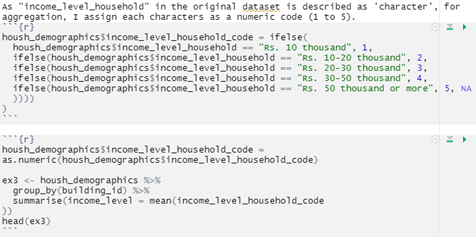 As "income_level_household" in the original dataset is described as 'character', for
aggregation, I assign each characters as a numeric code (1 to 5).
```{r}
housh_demographics$income_level_household_code = ifelse(
housh_demographics$income_level_household == "Rs. 10 thousand", 1,
ifelse(housh_demographics$income_level_household == "Rs. 10-20 thousand", 2,
ifelse(housh_demographics$income_level_household == "Rs. 20-30 thousand", 3,
ifelse(housh_demographics$income_level_household == "Rs. 30-50 thousand", 4,
ifelse(housh_demographics$income_level_household == "Rs. 50 thousand or more", 5, NA
))))
)
```
```{r}
housh_demographics$income_level_household_code =
as.numeric(housh_demographics$income_level_household_code)
ex3 <- housh_demographics %>%
group_by(building_id) %>%
summarise(income_level = mean(income_level_household_code
))
head(ex3)
```